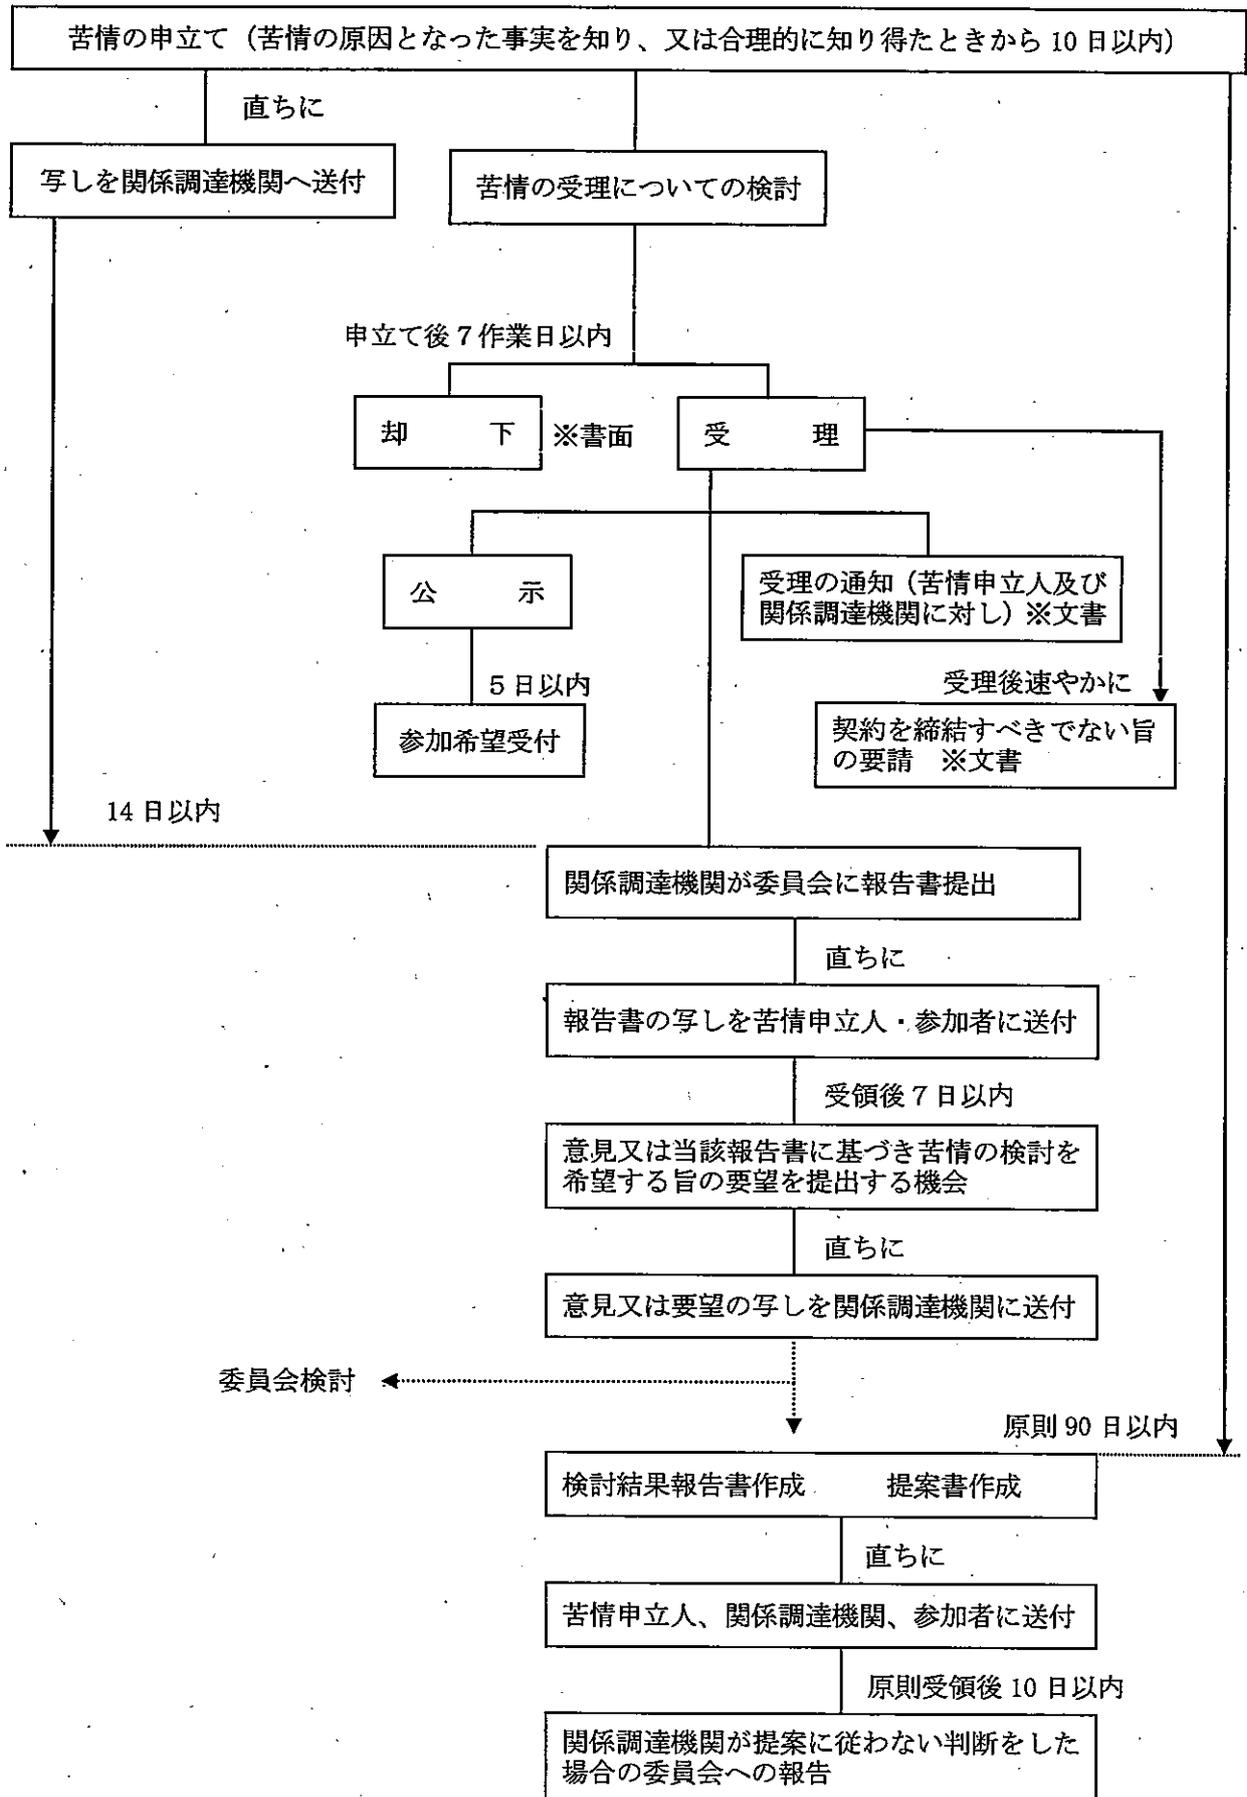 苦情の申立て（苦情の原因となった事実を知り、又は合理的に知り得たときから 10 日以内）
直ちに
写しを関係調達機関へ送付
苦情の受理についての検討
申立て後７作業日以内
却　　　下　※書面
受　　　理
公　　　示
受理の通知（苦情申立人及び
関係調達機関に対し）※文書
５日以内
参加希望受付
受理後速やかに
契約を締結すべきでない旨
の要請　※文書
14 日以内
関係調達機関が委員会に報告書提出
直ちに
報告書の写しを苦情申立人・参加者に送付
受領後７日以内
意見又は当該報告書に基づき苦情の検討を
希望する旨の要望を提出する機会
直ちに
意見又は要望の写しを関係調達機関に送付
委員会検討
原則 90 日以内
検討結果報告書作成　　　提案書作成
直ちに
苦情申立人、関係調達機関、参加者に送付
原則受領後 10 日以内
関係調達機関が提案に従わない判断をした
場合の委員会への報告